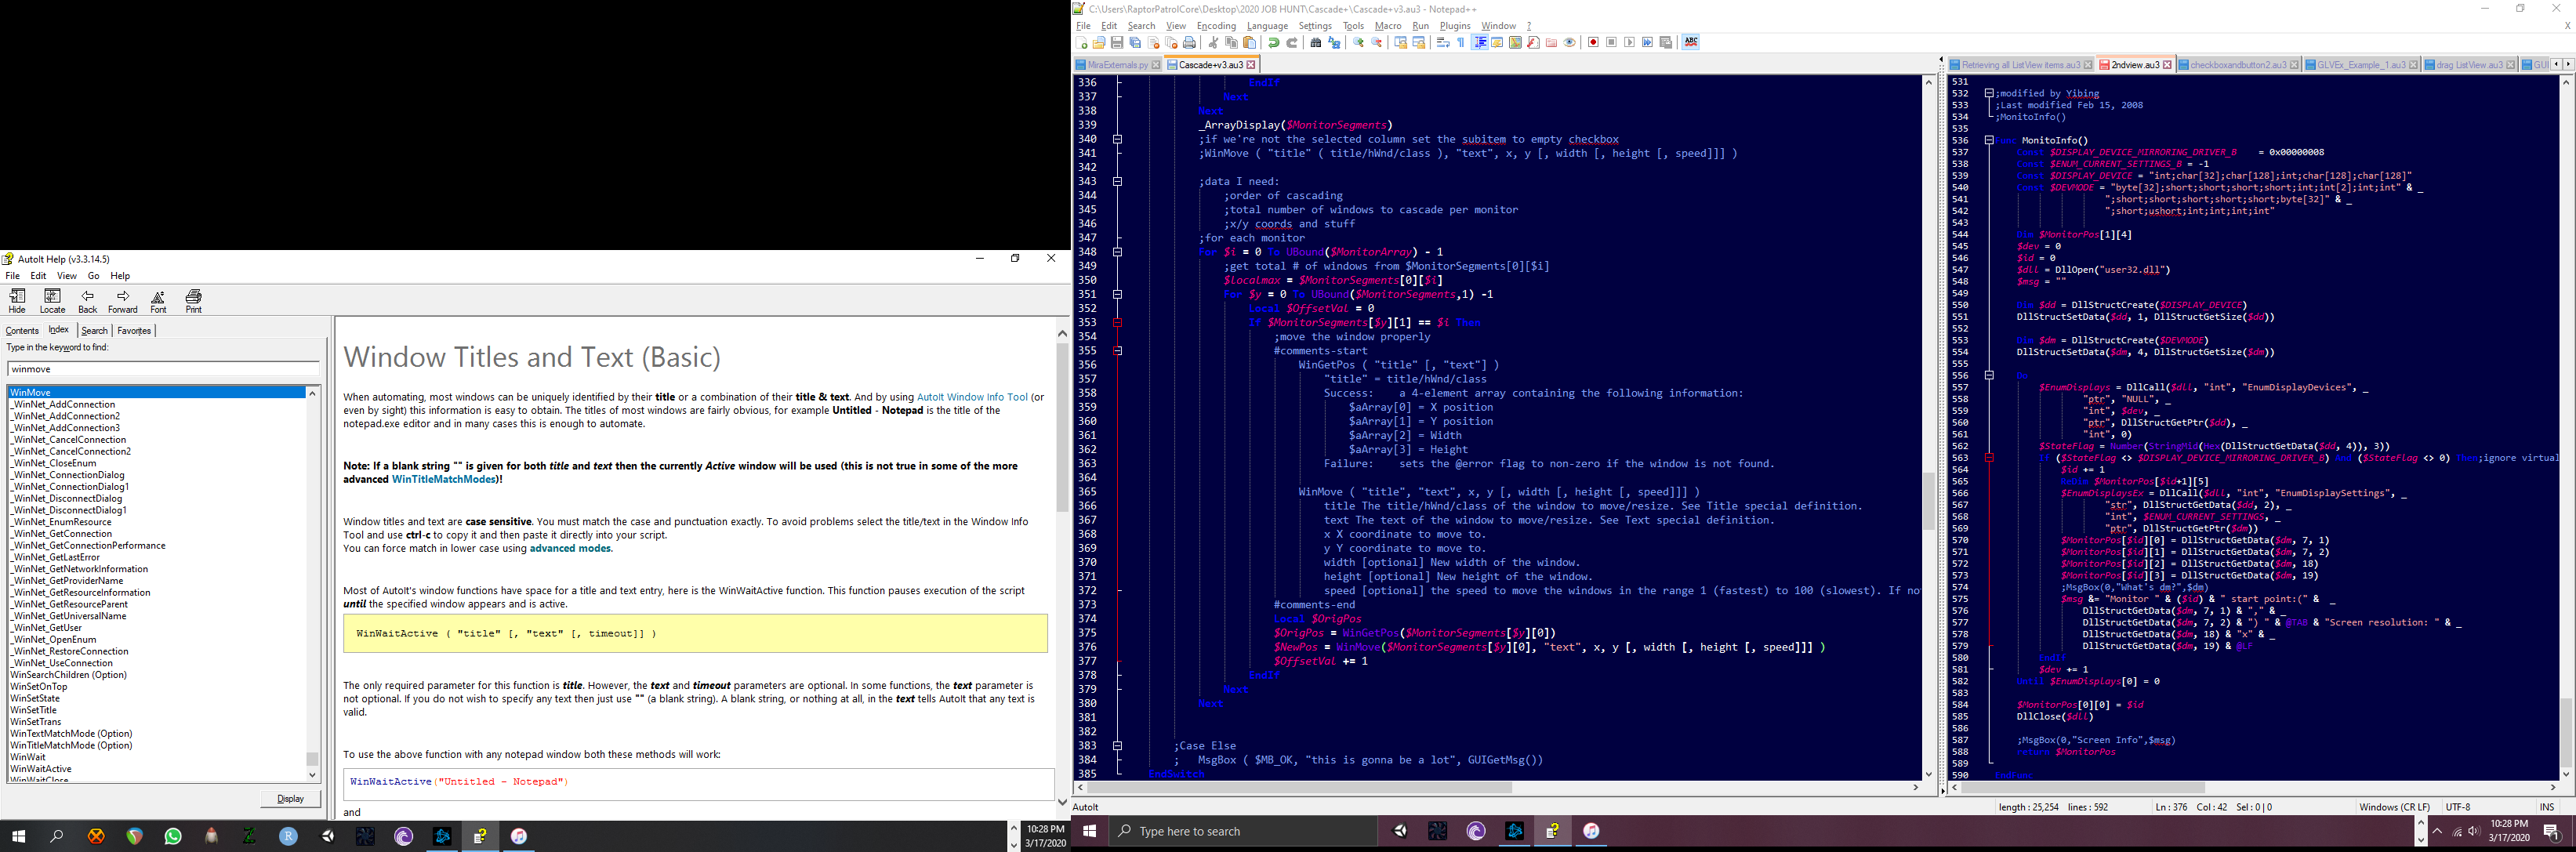 AutoIt Help (v3.3.14.5)
File Edit View Go Help
Hide Locate Back Forward Font Print
Contents Index Search Favorites
Type in the keyword to find:
winmove
WinMove
_WinNet_AddConnection
_WinNet_AddConnection2
_WinNet_AddConnection3
_WinNet_CancelConnection
_WinNet_CancelConnection2
_WinNet_CloseEnum
_WinNet_ConnectionDialog
_WinNet_ConnectionDialog1
_WinNet_DisconnectDialog
_WinNet_DisconnectDialog1
_WinNet_EnumResource
_WinNet_GetConnection
_WinNet_GetConnectionPerformance
_WinNet_GetLastError
_WinNet_GetNetworkInformation
_WinNet_GetProviderName
_WinNet_GetResourceInformation
_WinNet_GetResourceParent
_WinNet_GetUniversalName
_WinNet_GetUser
_WinNet_OpenEnum
_WinNet_RestoreConnection
_WinNet_UseConnection
WinSearchChildren (Option)
WinSetOnTop
WinSetState
WinSetTitle
WinSetTrans
WinTextMatchMode (Option)
WinTitleMatchMode (Option)
WinWait
WinWaitActive
WinWaitClose
Display
Window Titles and Text (Basic)
When automating, most windows can be uniquely identified by their title or a combination of their title & text. And by using AutoIt Window Info Tool (or
even by sight) this information is easy to obtain. The titles of most windows are fairly obvious, for example Untitled - Notepad is the title of the
notepad.exe editor and in many cases this is enough to automate.
Note: If a blank string "" is given for both title and text then the currently Active window will be used (this is not true in some of the more
advanced WinTitleMatchModes)!
Window titles and text are case sensitive. You must match the case and punctuation exactly. To avoid problems select the title/text in the Window Info
Tool and use ctrl-c to copy it and then paste it directly into your script.
You can force match in lower case using advanced modes.
Most of AutoIt's window functions have space for a title and text entry, here is the WinWaitActive function. This function pauses execution of the script
until the specified window appears and is active.
WinWaitActive ( "title" [, "text" [, timeout]] )
The only required parameter for this function is title. However, the text and timeout parameters are optional. In some functions, the text parameter is
not optional. If you do not wish to specify any text then just use "" (a blank string). A blank string, or nothing at all, in the text tells AutoIt that any text is
valid.
To use the above function with any notepad window both these methods will work:
WinWaitActive("Untitled - Notepad")
and
10:28 PM
3/17/2020
C:\Users\RaptorPatrolCore\Desktop\2020 JOB HUNT\Cascade+\Cascade+v3.au3 - Notepad++
File Edit Search View Encoding Language Settings Tools Macro Run Plugins Window ?
X
MiraExternals.py Cascade+v3.au3
336 EndIf
337 Next
338 Next
339 _ArrayDisplay($MonitorSegments)
340 ;if we're not the selected column set the subitem to empty checkbox
341 ;WinMove ( "title" ( title/hWnd/class ), "text", x, y [, width [, height [, speed]]] )
342
343 ;data I need:
344 ;order of cascading
345 ;total number of windows to cascade per monitor
346 ;x/y coords and stuff
347 ;for each monitor
348 For $i = 0 To UBound($MonitorArray) - 1
349 ;get total # of windows from $MonitorSegments[0][$i]
350 $localmax = $MonitorSegments[0][$i]
351 For $y = 0 To UBound($MonitorSegments,1) -1
352 Local $OffsetVal = 0
353 If $MonitorSegments[$y][1] == $i Then
354 ;move the window properly
355 #comments-start
356 WinGetPos ( "title" [, "text"] )
357 "title" = title/hWnd/class
358 Success: a 4-element array containing the following information:
359 $aArray[0] = X position
360 $aArray[1] = Y position
361 $aArray[2] = Width
362 $aArray[3] = Height
363 Failure: sets the @error flag to non-zero if the window is not found.
364
365 WinMove ( "title", "text", x, y [, width [, height [, speed]]] )
366 title The title/hWnd/class of the window to move/resize. See Title special definition.
367 text The text of the window to move/resize. See Text special definition.
368 x X coordinate to move to.
369 y Y coordinate to move to.
370 width [optional] New width of the window.
371 height [optional] New height of the window.
372 speed [optional] the speed to move the windows in the range 1 (fastest) to 100 (slowest). If no
373 #comments-end
374 Local $OrigPos
375 $OrigPos = WinGetPos($MonitorSegments[$y][0])
376 $NewPos = WinMove($MonitorSegments[$y][0], "text", x, y [, width [, height [, speed]]] )
377 $OffsetVal += 1
378 EndIf
379 Next
380 Next
381
382
383 ;Case Else
384 ; MsgBox ( $MB_OK, "this is gonna be a lot", GUIGetMsg())
385 EndSwitch
Retrieving all ListView items.au3 2ndview.au3 checkboxandbutton2.au3 GLVEx_Example_1.au3 drag ListView.au3 GUI
531
532 ;modified by Yibing
533 ;Last modified Feb 15, 2008
534 ;MonitoInfo()
535
536 Func MonitoInfo()
537 Const $DISPLAY_DEVICE_MIRRORING_DRIVER_B = 0x00000008
538 Const $ENUM_CURRENT_SETTINGS_B = -1
539 Const $DISPLAY_DEVICE = "int;char[32];char[128];int;char[128];char[128]"
540 Const $DEVMODE = "byte[32];short;short;short;short;int;int[2];int;int" & _
541 ";short;short;short;short;short;byte[32]" & _
542 ";short;ushort;int;int;int;int"
543
544 Dim $MonitorPos[1][4]
545 $dev = 0
546 $id = 0
547 $dll = DllOpen("user32.dll")
548 $msg = ""
549
550 Dim $dd = DllStructCreate($DISPLAY_DEVICE)
551 DllStructSetData($dd, 1, DllStructGetSize($dd))
552
553 Dim $dm = DllStructCreate($DEVMODE)
554 DllStructSetData($dm, 4, DllStructGetSize($dm))
555
556 Do
557 $EnumDisplays = DllCall($dll, "int", "EnumDisplayDevices", _
558 "ptr", "NULL", _
559 "int", $dev, _
560 "ptr", DllStructGetPtr($dd), _
561 "int", 0)
562 $StateFlag = Number(StringMid(Hex(DllStructGetData($dd, 4)), 3))
563 If ($StateFlag <> $DISPLAY_DEVICE_MIRRORING_DRIVER_B) And ($StateFlag <> 0) Then;ignore virtual
564 $id += 1
565 ReDim $MonitorPos[$id+1][5]
566 $EnumDisplaysEx = DllCall($dll, "int", "EnumDisplaySettings", _
567 "str", DllStructGetData($dd, 2), _
568 "int", $ENUM_CURRENT_SETTINGS, _
569 "ptr", DllStructGetPtr($dm))
570 $MonitorPos[$id][0] = DllStructGetData($dm, 7, 1)
571 $MonitorPos[$id][1] = DllStructGetData($dm, 7, 2)
572 $MonitorPos[$id][2] = DllStructGetData($dm, 18)
573 $MonitorPos[$id][3] = DllStructGetData($dm, 19)
574 ;MsgBox(0,"What's dm?",$dm)
575 $msg &= "Monitor " & ($id) & " start point:(" & _
576 DllStructGetData($dm, 7, 1) & "," & _
577 DllStructGetData($dm, 7, 2) & ") " & @TAB & "Screen resolution: " & _
578 DllStructGetData($dm, 18) & "x" & _
579 DllStructGetData($dm, 19) & @LF
580 EndIf
581 $dev += 1
582 Until $EnumDisplays[0] = 0
583
584 $MonitorPos[0][0] = $id
585 DllClose($dll)
586
587 ;MsgBox(0,"Screen Info",$msg)
588 return $MonitorPos
589
590 EndFunc
AutoIt length : 25,254 lines : 592 Ln : 376 Col : 42 Sel : 0 | 0 Windows (CR LF) UTF-8 INS
Type here to search
10:28 PM
3/17/2020
1